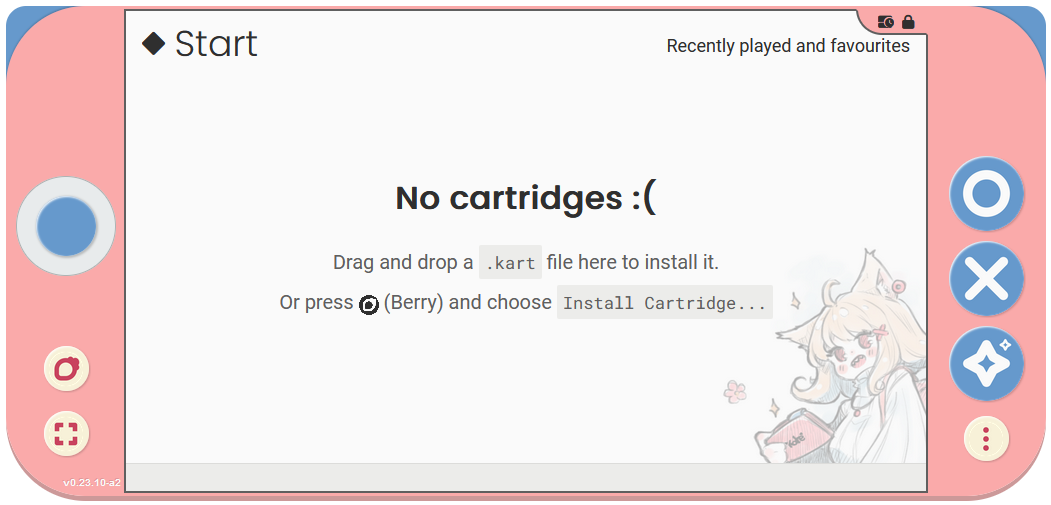 Start
Recently played and favourites
No cartridges :(
Drag and drop a .kart file here to install it.
Or press (Berry) and choose Install Cartridge...
v0.23.10-a2